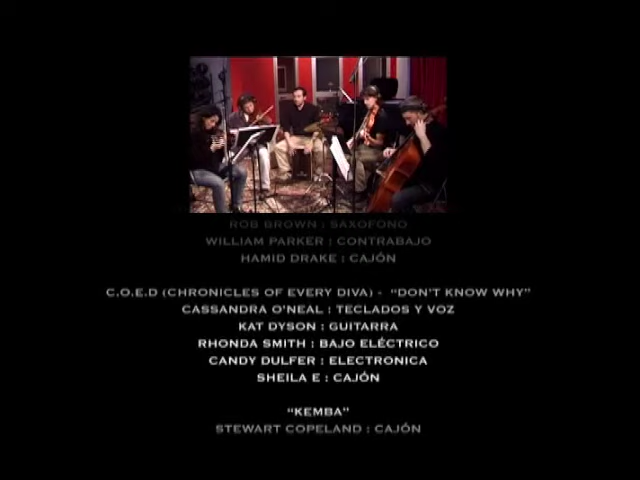 ROB BROWN : SAXOFONO
WILLIAM PARKER : CONTRABAJO
HAMID DRAKE : CAJÓN
C.O.E.D (CHRONICLES OF EVERY DIVA) - “DON'T KNOW WHY”
CASSANDRA O'NEAL : TECLADOS Y VOZ
KAT DYSON : GUITARRA
RHONDA SMITH : BAJO ELÉCTRICO
CANDY DULFER : ELECTRONICA
SHEILA E : CAJÓN
“KEMBA”
STEWART COPELAND : CAJÓN